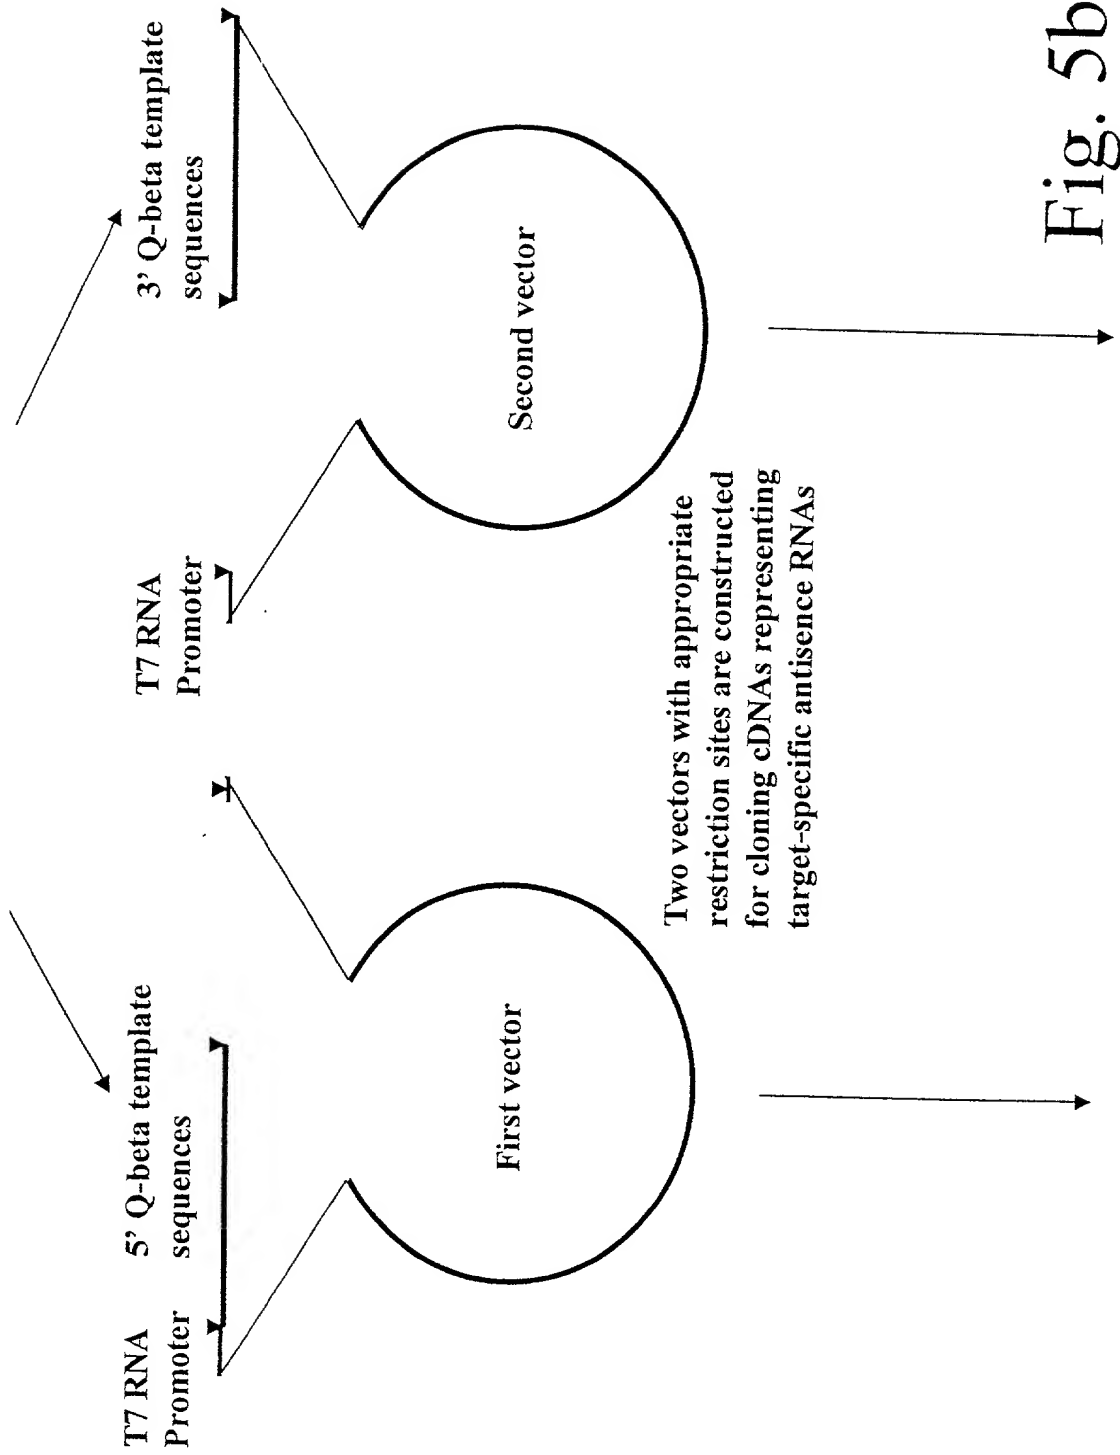 T7 RNA
Promoter
5’ Q-beta template
sequences
T7 RNA
Promoter
3’ Q-beta template
sequences
First vector
Second vector
Two vectors with appropriate
restriction sites are constructed
for cloning cDNAs representing
target-specific antisence RNAs
Fig. 5b